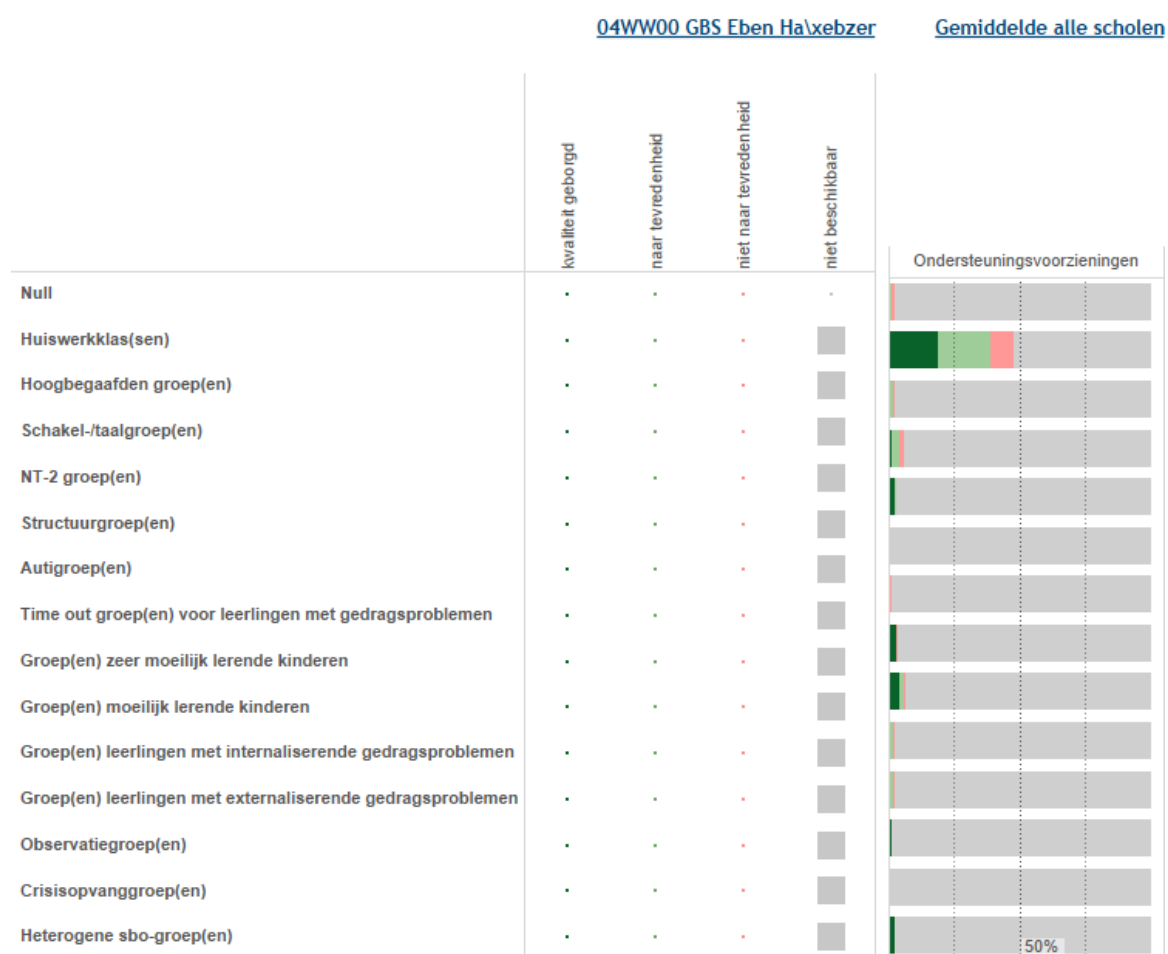 04WW00 GBS Eben Ha\xebzer
Gemiddelde alle scholen
kwaliteit geborgd
naar tevredenheid
niet naar tevredenheid
niet beschikbaar
Ondersteuningsvoorzieningen
Null
Huiswerkklas(sen)
Hoogbegaafden groep(en)
Schakel-/taalgroep(en)
NT-2 groep(en)
Structuurgroep(en)
Autigroep(en)
Time out groep(en) voor leerlingen met gedragsproblemen
Groep(en) zeer moeilijk lerende kinderen
Groep(en) moeilijk lerende kinderen
Groep(en) leerlingen met internaliserende gedragsproblemen
Groep(en) leerlingen met externaliserende gedragsproblemen
Observatiegroep(en)
Crisisopvanggroep(en)
Heterogene sbo-groep(en)
50%